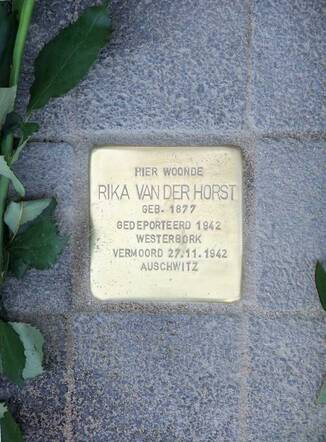 HIER WOONDE
RIKA VAN DER HORST
GEB. 1877
GEDEPORTEERD 1942
WESTERBORK
VERMOORD 27.11.1942
AUSCHWITZ